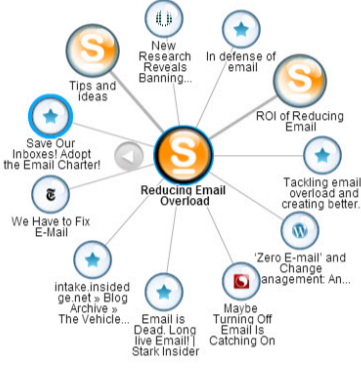 New
Research
Reveals
Banning...
In defense of
email
Tips and
ideas
ROI of Reducing
Email
Save Our
Inboxes! Adopt
the Email Charter!
Reducing Email
Overload
Tackling email
overload and
creating better.
We Have to Fix
E-Mail
'Zero E-mail' and
Change
anagement: An...
intake.insided
ge.net » Blog
Archive »
The Vehicle...
Email is
Dead. Long
live Email! |
Stark Insider
Maybe
Turning Off
Email Is
Catching On